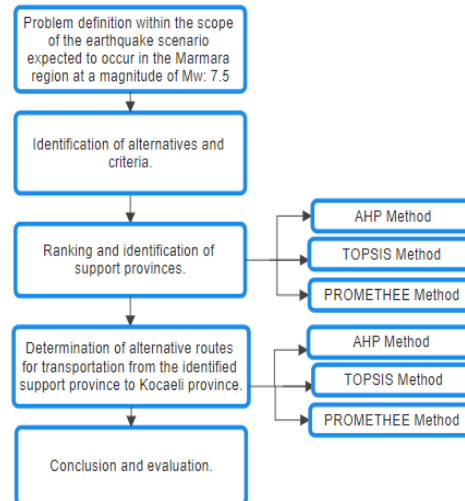 Problem definition within the scope
of the earthquake scenario
expected to occur in the Marmara
region at a magnitude of Mw: 7.5
Identification of alternatives and
criteria.
Ranking and identification of
support provinces.
AHP Method
TOPSIS Method
PROMETHEE Method
Determination of alternative routes
for transportation from the identified
support province to Kocaeli province.
AHP Method
TOPSIS Method
PROMETHEE Method
Conclusion and evaluation.